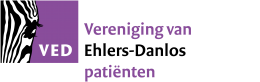 VED
Vereniging van
Ehlers-Danlos
patiënten